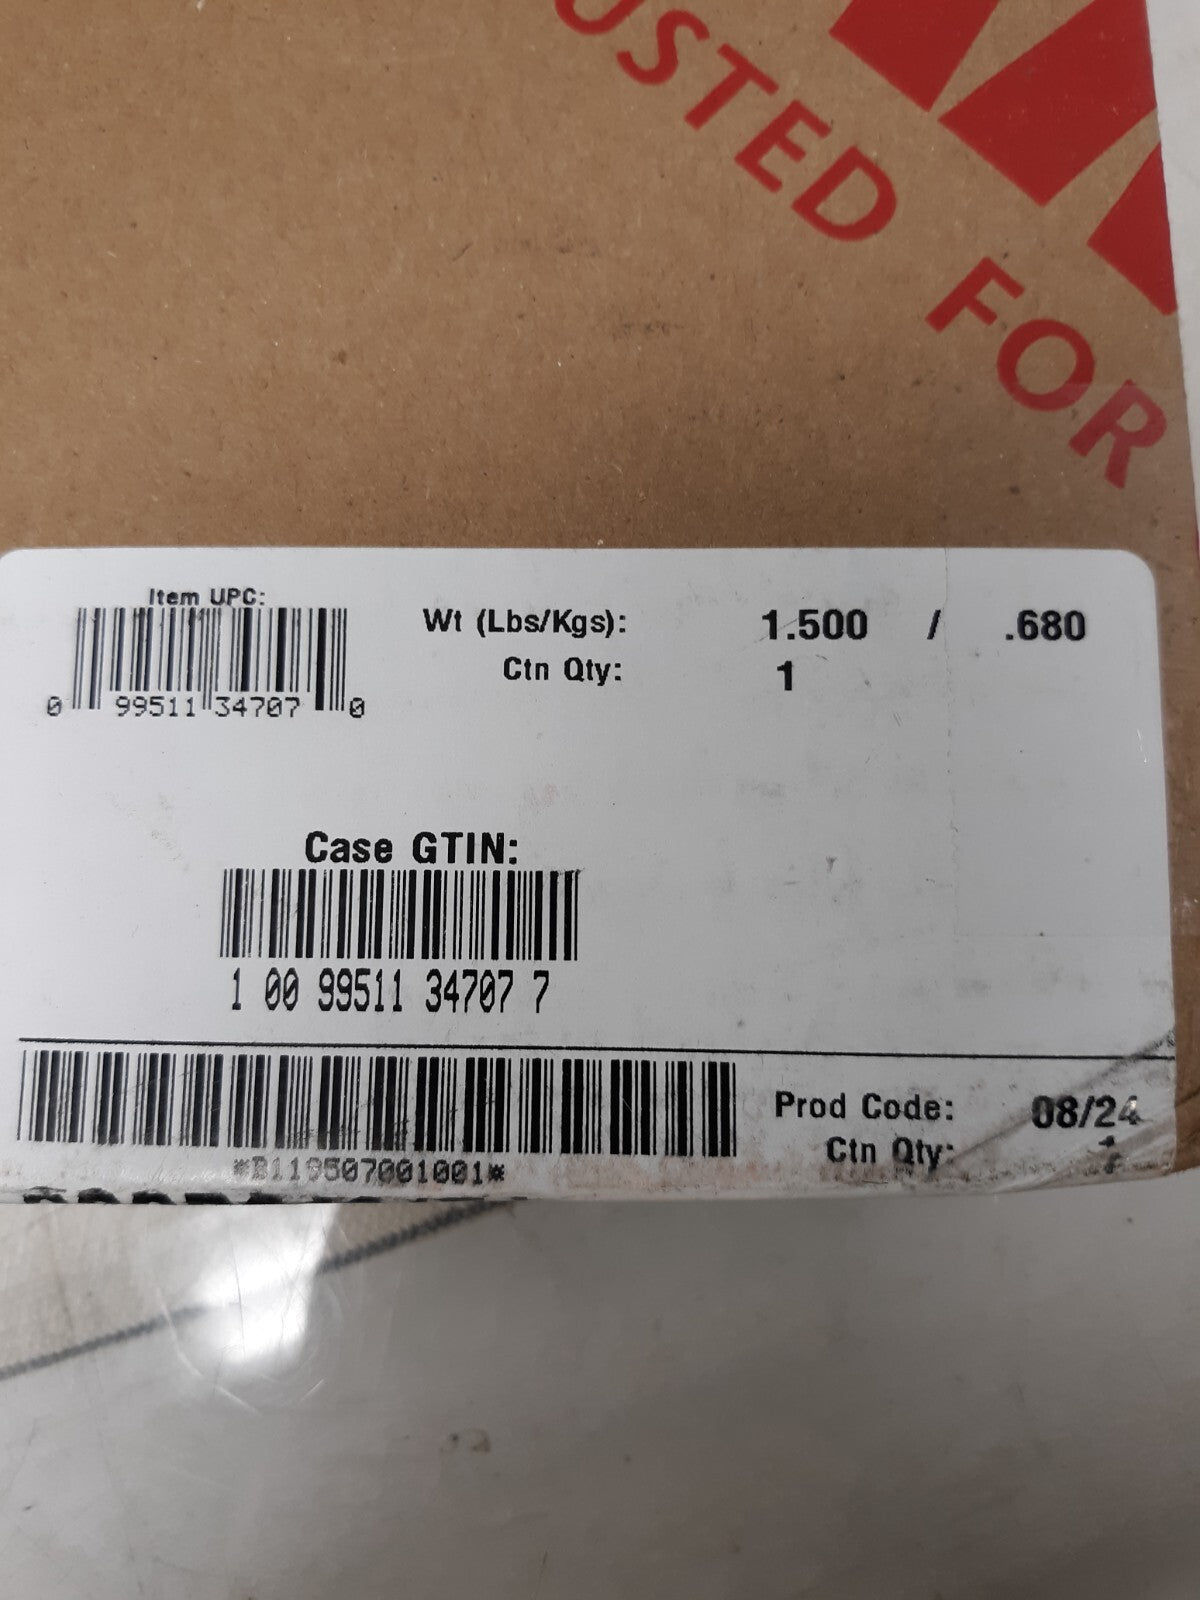 USTED FOR
Item UPC:
0 99511 34707 0
Wt (Lbs/Kgs): 1.500 / .680
Ctn Qty: 1
Case GTIN:
1 00 99511 34707 7
Prod Code: 08/24
Ctn Qty: 1
*B119507001001*